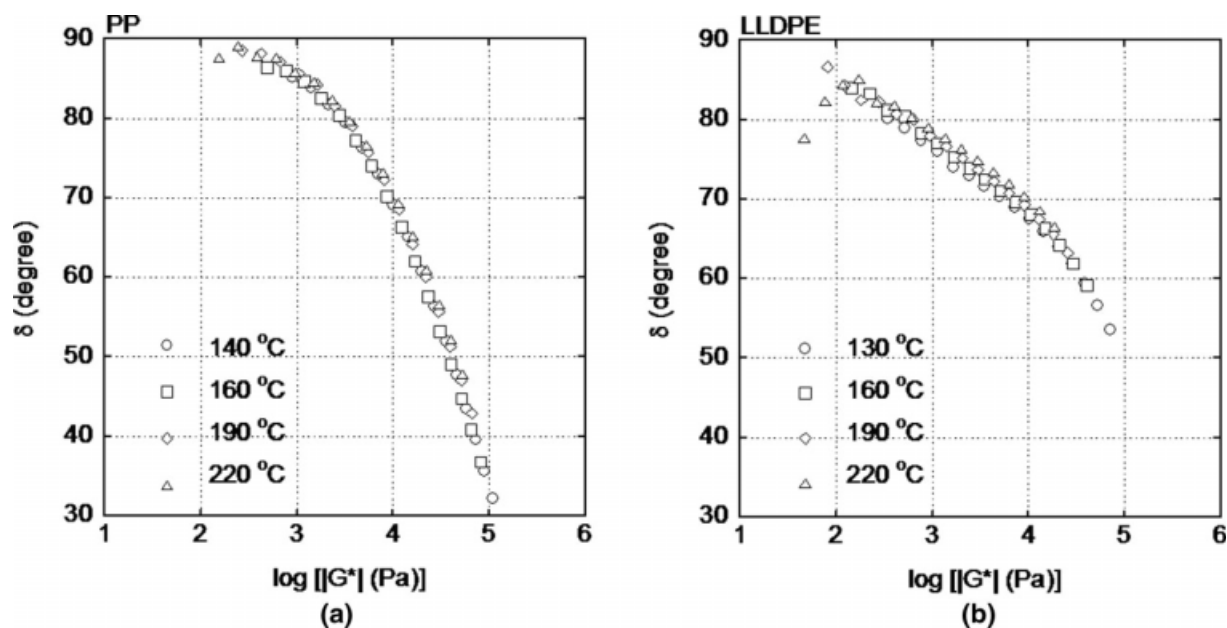 PP
90
80
70
60
50
40
30
δ (degree)
140 °C
160 °C
190 °C
220 °C
1 2 3 4 5 6
log [|G*| (Pa)]
(a)
LLDPE
90
80
70
60
50
40
30
δ (degree)
130 °C
160 °C
190 °C
220 °C
1 2 3 4 5 6
log [|G*| (Pa)]
(b)